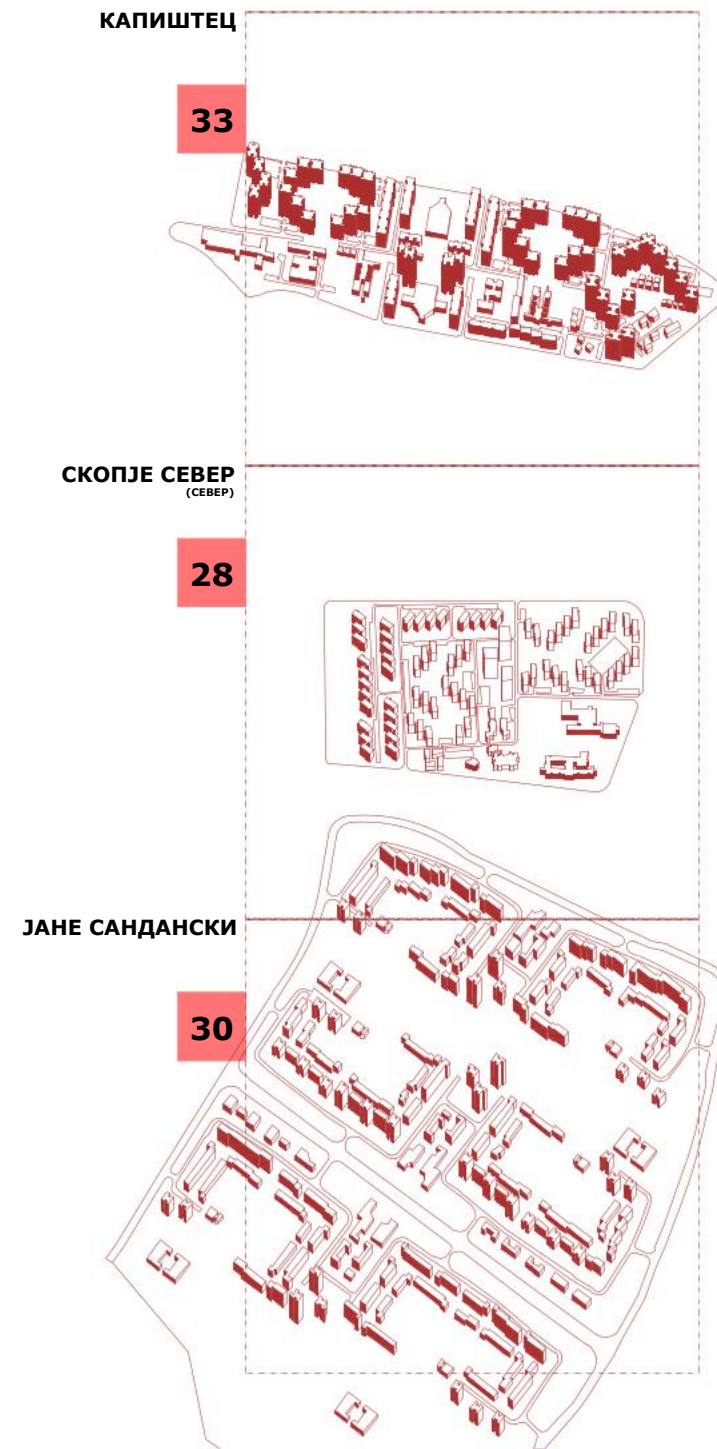 КАПИШТЕЦ
33
СКОПЈЕ СЕВЕР
(СЕВЕР)
28
ЈАНЕ САНДАНСКИ
30